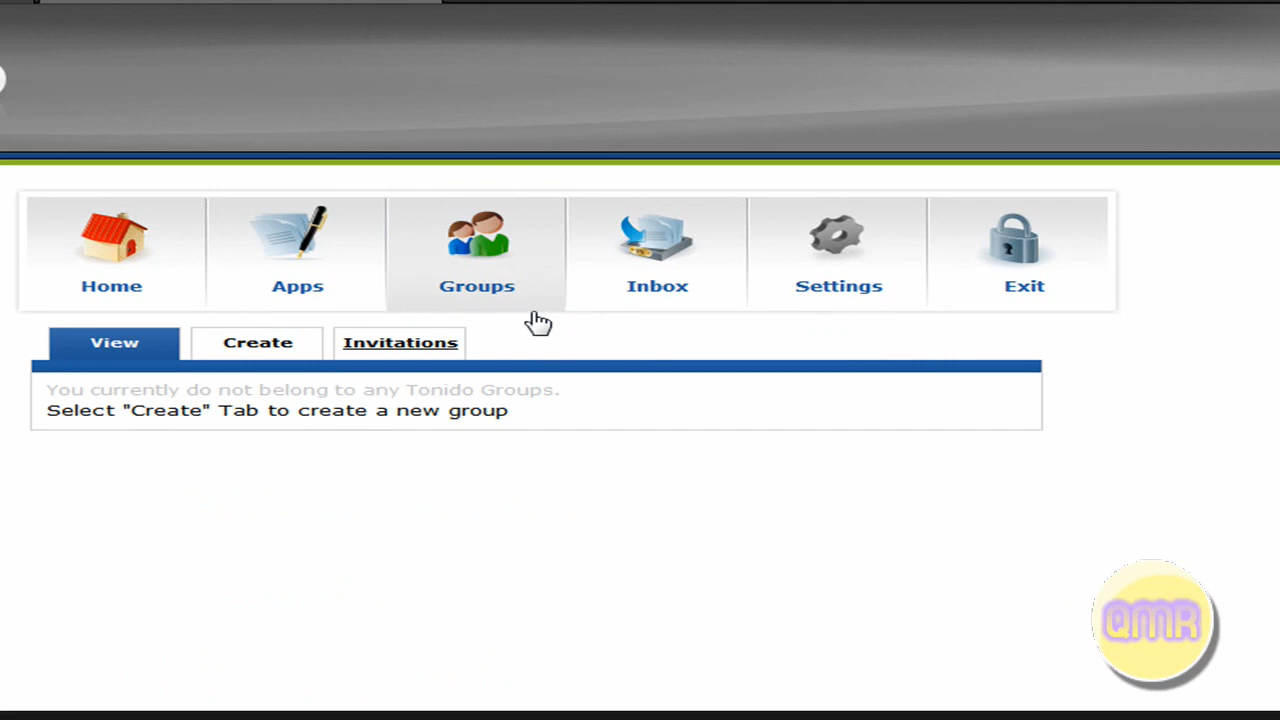 Home Apps Groups Inbox Settings Exit
View Create Invitations
You currently do not belong to any Tonido Groups.
Select "Create" Tab to create a new group
QMR